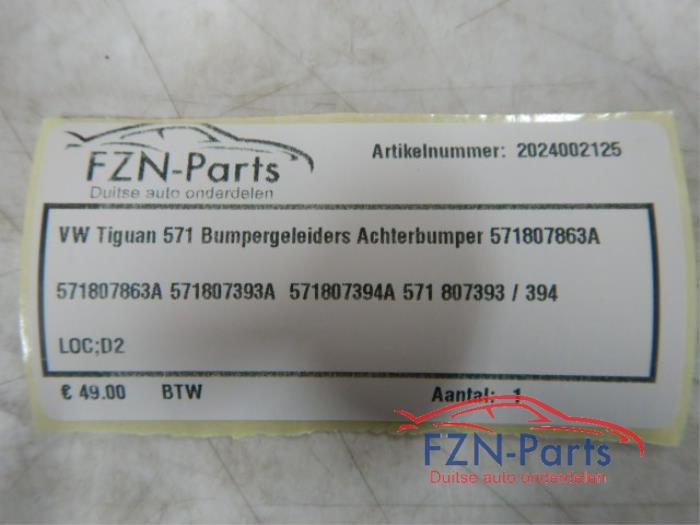 FZN-Parts
Duitse auto onderdelen
Artikelnummer: 2024002125
VW Tiguan 571 Bumpergeleiders Achterbumper 571807863A
571807863A 571807393A 571807394A 571 807393 / 394
LOC;D2
€ 49.00 BTW Aantal: 1
FZN-Parts
Duitse auto onderdelen